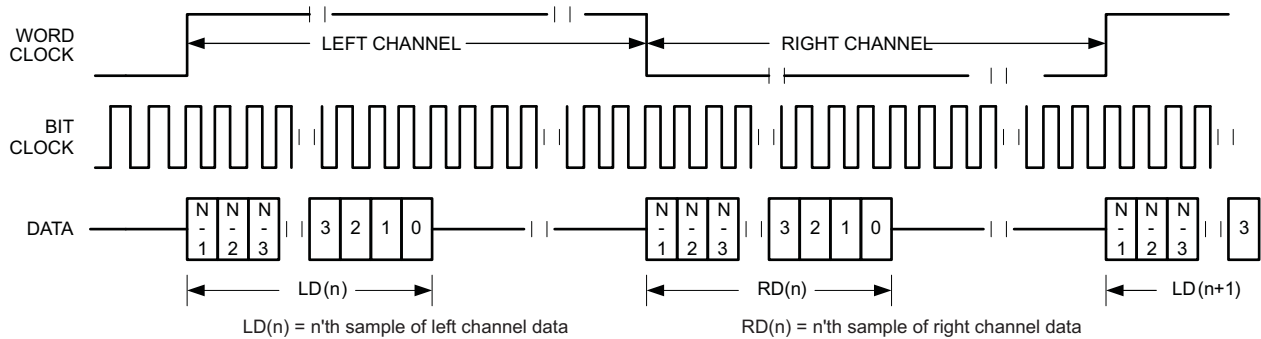 WORD
CLOCK
LEFT CHANNEL
RIGHT CHANNEL
BIT
CLOCK
DATA
N
-
1
N
-
2
N
-
3
3
2
1
0
N
-
1
N
-
2
N
-
3
3
2
1
0
N
-
1
N
-
2
N
-
3
3
LD(n)
RD(n)
LD(n+1)
LD(n) = n'th sample of left channel data
RD(n) = n'th sample of right channel data